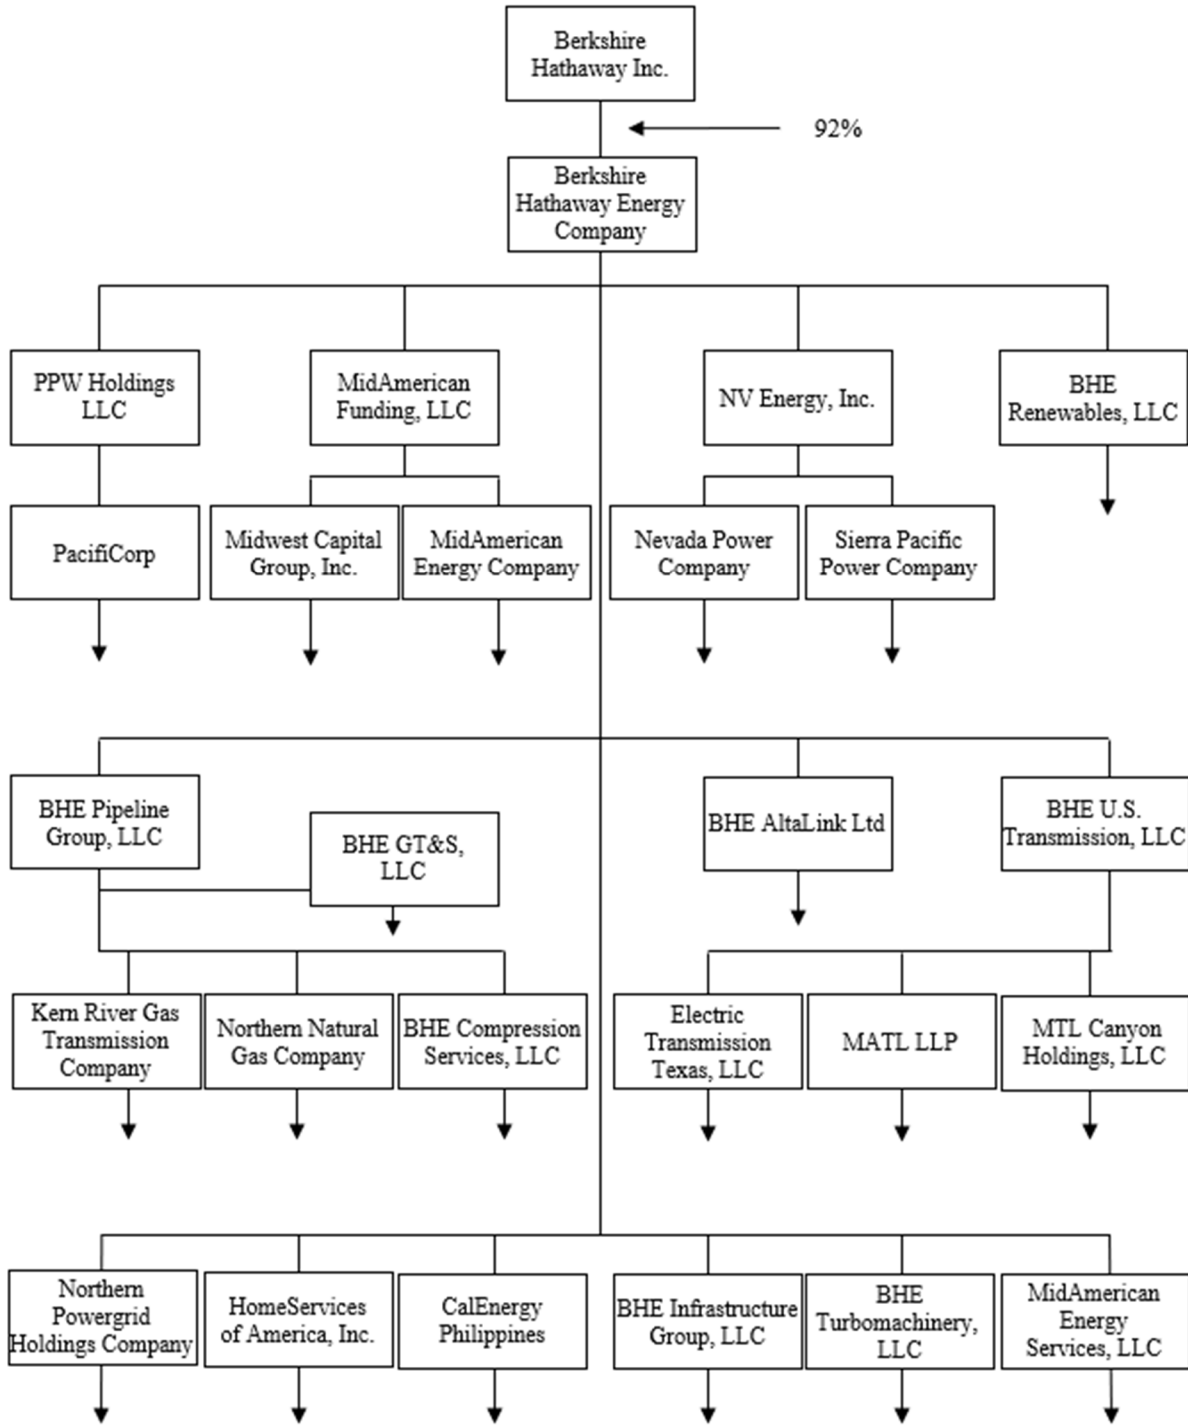 Berkshire
Hathaway Inc.
92%
Berkshire
Hathaway Energy
Company
PPW Holdings
LLC
MidAmerican
Funding, LLC
NV Energy, Inc.
BHE
Renewables, LLC
PacifiCorp
Midwest Capital
Group, Inc.
MidAmerican
Energy Company
Nevada Power
Company
Sierra Pacific
Power Company
BHE Pipeline
Group, LLC
BHE GT&S,
LLC
BHE AltaLink Ltd
BHE U.S.
Transmission, LLC
Kern River Gas
Transmission
Company
Northern Natural
Gas Company
BHE Compression
Services, LLC
Electric
Transmission
Texas, LLC
MATL LLP
MTL Canyon
Holdings, LLC
Northern
Powergrid
Holdings Company
HomeServices
of America, Inc.
CalEnergy
Philippines
BHE Infrastructure
Group, LLC
BHE
Turbomachinery,
LLC
MidAmerican
Energy
Services, LLC